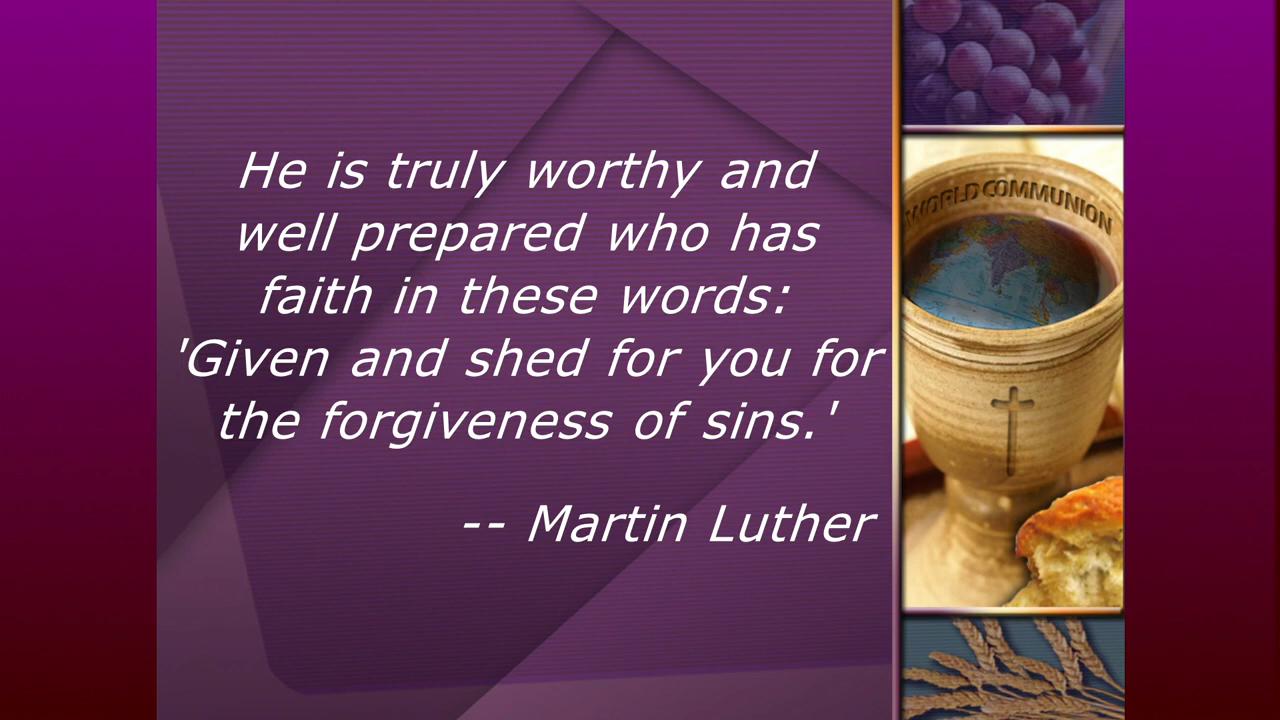 He is truly worthy and
well prepared who has
faith in these words:
'Given and shed for you for
the forgiveness of sins.'
-- Martin Luther
WORLD COMMUNION